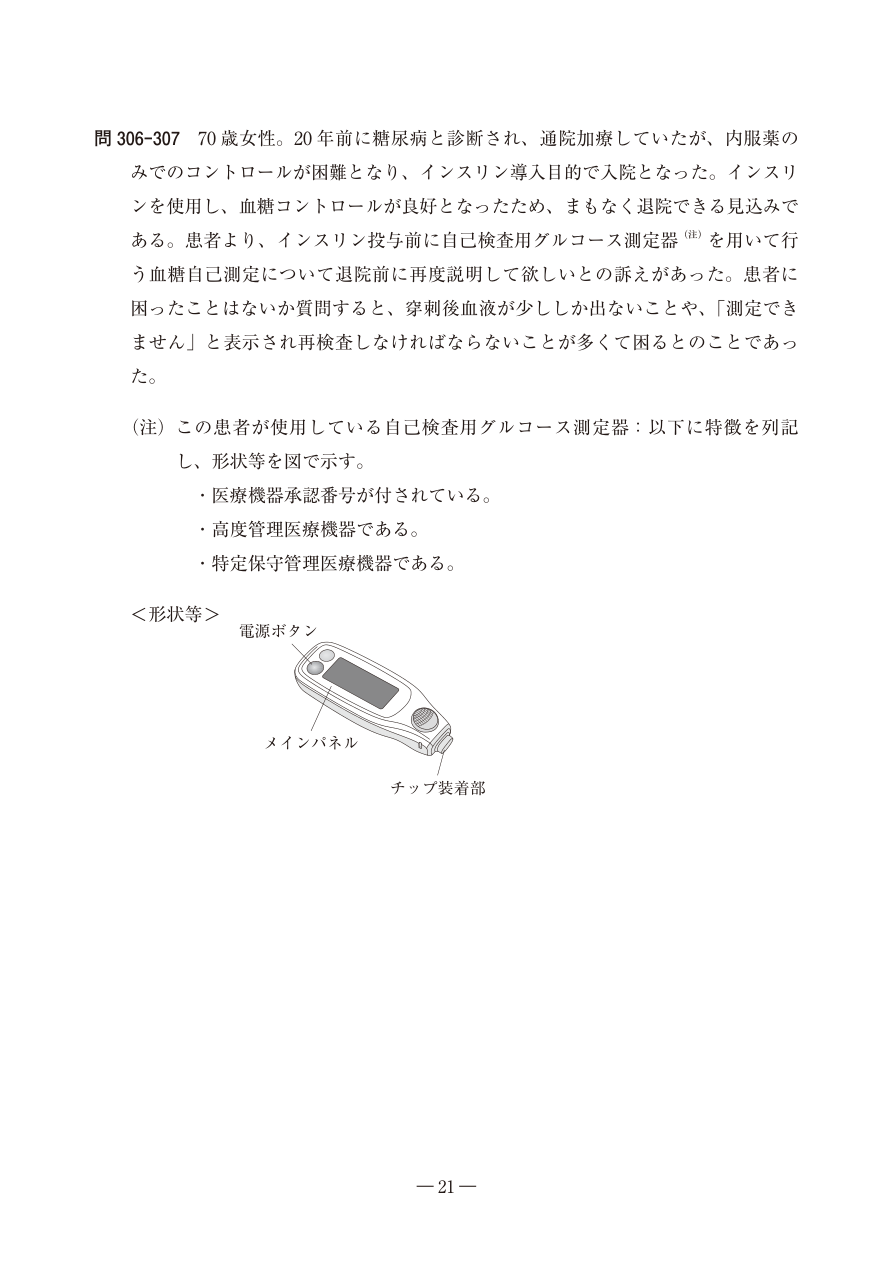 問 306-307　70 歳女性。20 年前に糖尿病と診断され、通院加療していたが、内服薬の
みでのコントロールが困難となり、インスリン導入目的で入院となった。インスリ
ンを使用し、血糖コントロールが良好となったため、まもなく退院できる見込みで
ある。患者より、インスリン投与前に自己検査用グルコース測定器（注）を用いて行
う血糖自己測定について退院前に再度説明して欲しいとの訴えがあった。患者に
困ったことはないか質問すると、穿刺後血液が少ししか出ないことや、「測定でき
ません」と表示され再検査しなければならないことが多くて困るとのことであっ
た。
（注）この患者が使用している自己検査用グルコース測定器：以下に特徴を列記
し、形状等を図で示す。
・医療機器承認番号が付されている。
・高度管理医療機器である。
・特定保守管理医療機器である。
＜形状等＞
電源ボタン
メインパネル
チップ装着部
― 21 ―